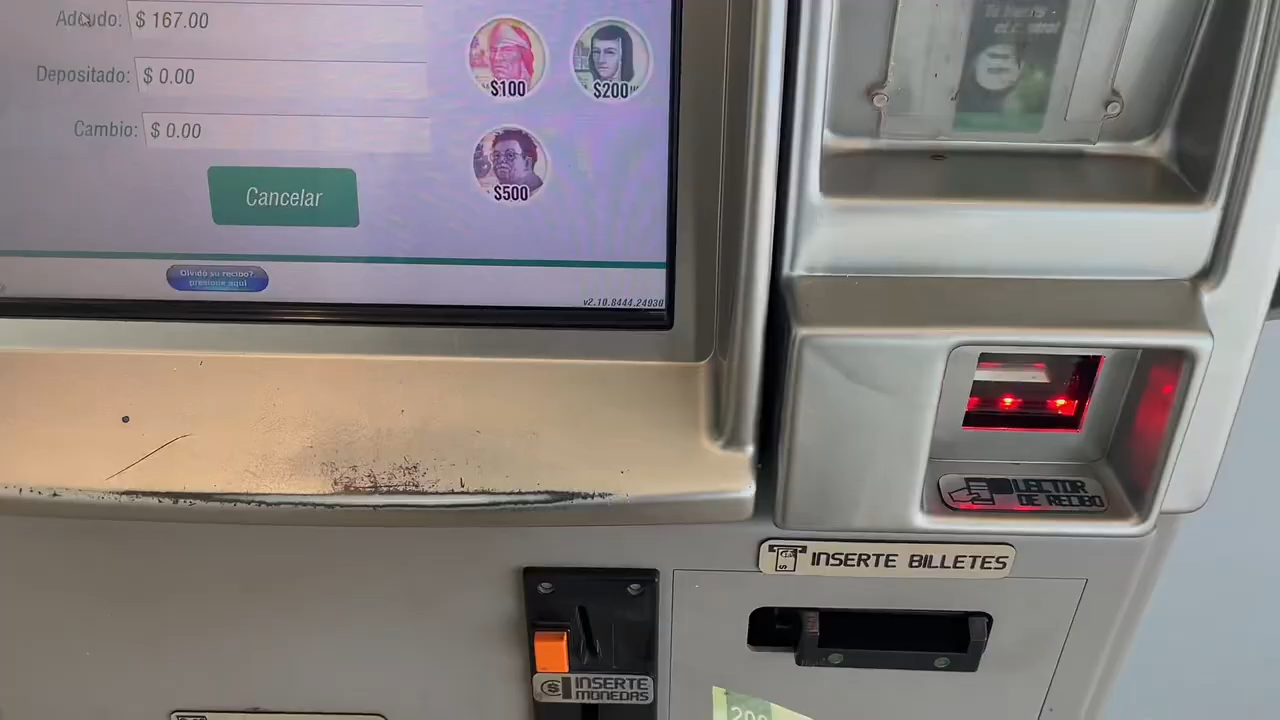 Adeudo: $ 167.00
Depositado: $ 0.00
Cambio: $ 0.00
$100
$200
$500
Cancelar
Olvidó su recibo?
presione aquí
v2.10.8444.24930
LECTOR
DE RECIBO
INSERTE BILLETES
INSERTE
MONEDAS
200